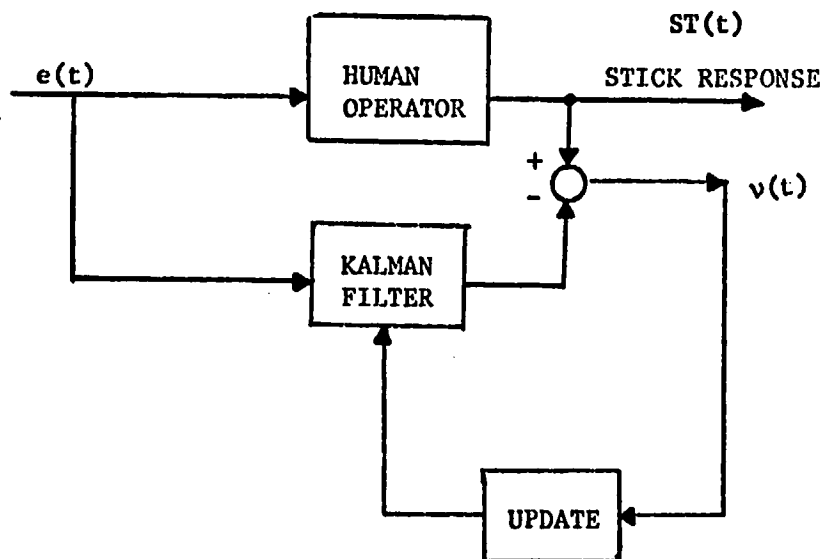 ST(t)
e(t)
HUMAN
OPERATOR
STICK RESPONSE
+
-
ν(t)
KALMAN
FILTER
UPDATE